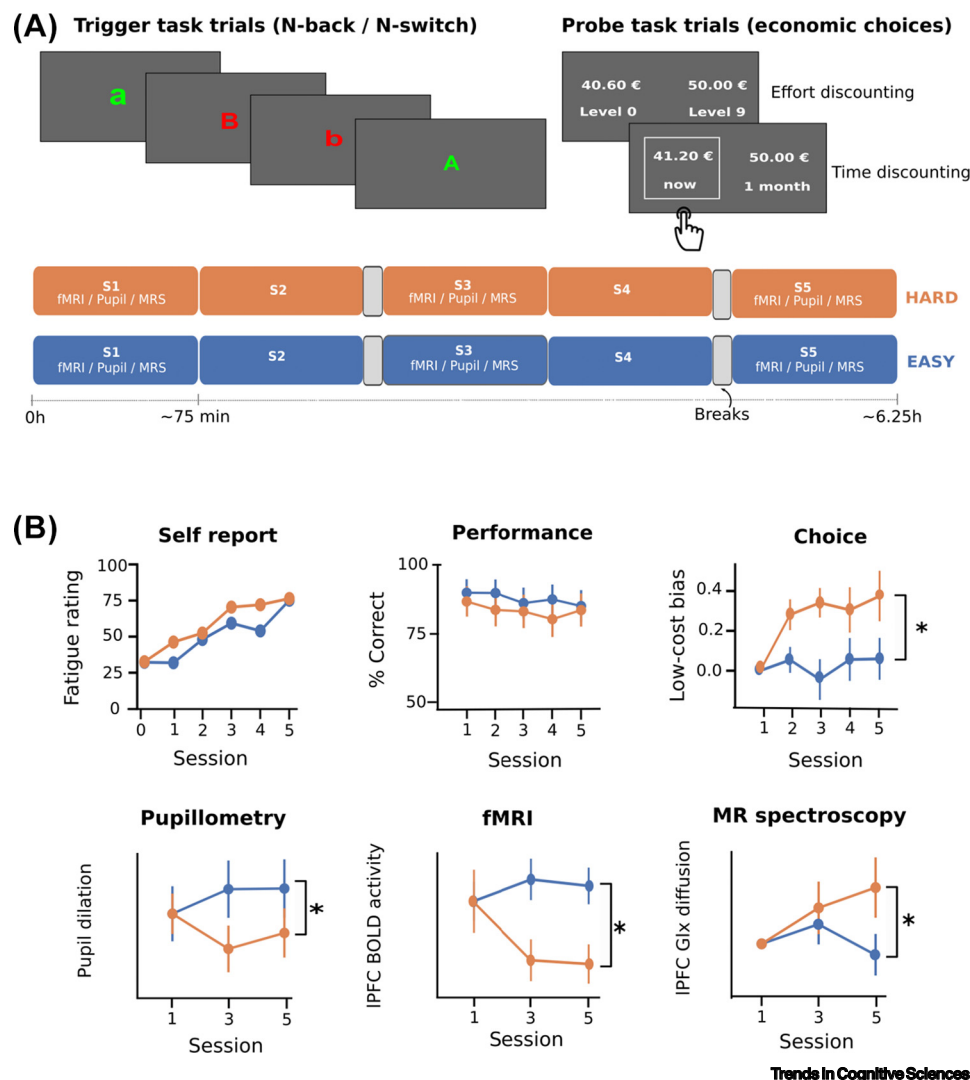 (A) Trigger task trials (N-back / N-switch)
Probe task trials (economic choices)
a
B
b
A
40.60 € 50.00 €
Level 0 Level 9
Effort discounting
41.20 € 50.00 €
now 1 month
Time discounting
S1
fMRI / Pupil / MRS
S2
S3
fMRI / Pupil / MRS
S4
S5
fMRI / Pupil / MRS
HARD
S1
fMRI / Pupil / MRS
S2
S3
fMRI / Pupil / MRS
S4
S5
fMRI / Pupil / MRS
EASY
0h
~75 min
Breaks
~6.25h
(B)
Self report
Fatigue rating
100
75
50
25
0
0 1 2 3 4 5
Session
Performance
% Correct
100
75
50
1 2 3 4 5
Session
Choice
Low-cost bias
0.4
0.2
0.0
*
1 2 3 4 5
Session
Pupillometry
Pupil dilation
*
1 3 5
Session
fMRI
lPFC BOLD activity
*
1 3 5
Session
MR spectroscopy
lPFC Glx diffusion
*
1 3 5
Session
Trends in Cognitive Sciences